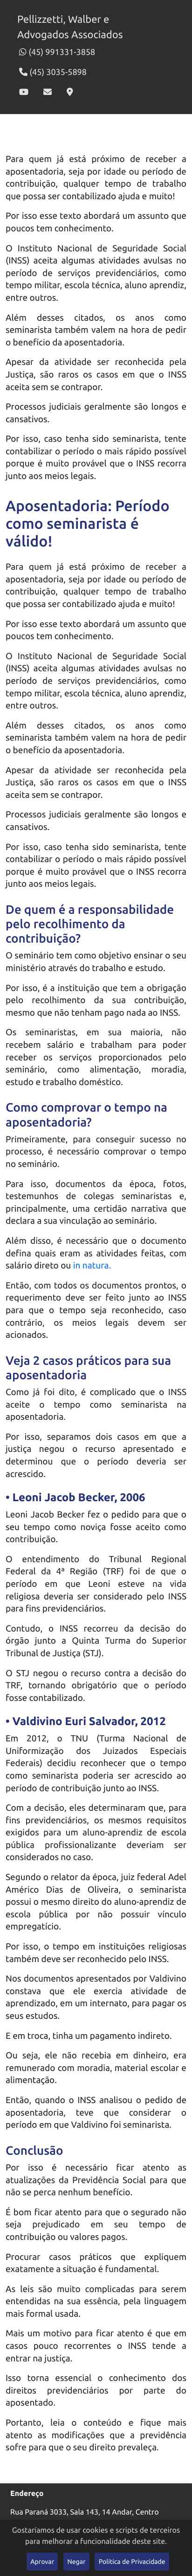 Pellizzetti, Walber e
Advogados Associados
(45) 991331-3858
(45) 3035-5898
Para quem já está próximo de receber a
aposentadoria, seja por idade ou período de
contribuição, qualquer tempo de trabalho
que possa ser contabilizado ajuda e muito!
Por isso esse texto abordará um assunto que
poucos tem conhecimento.
O Instituto Nacional de Seguridade Social
(INSS) aceita algumas atividades avulsas no
período de serviços previdenciários, como
tempo militar, escola técnica, aluno aprendiz,
entre outros.
Além desses citados, os anos como
seminarista também valem na hora de pedir
o benefício da aposentadoria.
Apesar da atividade ser reconhecida pela
Justiça, são raros os casos em que o INSS
aceita sem se contrapor.
Processos judiciais geralmente são longos e
cansativos.
Por isso, caso tenha sido seminarista, tente
contabilizar o período o mais rápido possível
porque é muito provável que o INSS recorra
junto aos meios legais.
Aposentadoria: Período
como seminarista é
válido!
Para quem já está próximo de receber a
aposentadoria, seja por idade ou período de
contribuição, qualquer tempo de trabalho
que possa ser contabilizado ajuda e muito!
Por isso esse texto abordará um assunto que
poucos tem conhecimento.
O Instituto Nacional de Seguridade Social
(INSS) aceita algumas atividades avulsas no
período de serviços previdenciários, como
tempo militar, escola técnica, aluno aprendiz,
entre outros.
Além desses citados, os anos como
seminarista também valem na hora de pedir
o benefício da aposentadoria.
Apesar da atividade ser reconhecida pela
Justiça, são raros os casos em que o INSS
aceita sem se contrapor.
Processos judiciais geralmente são longos e
cansativos.
Por isso, caso tenha sido seminarista, tente
contabilizar o período o mais rápido possível
porque é muito provável que o INSS recorra
junto aos meios legais.
De quem é a responsabilidade
pelo recolhimento da
contribuição?
O seminário tem como objetivo ensinar o seu
ministério através do trabalho e estudo.
Por isso, é a instituição que tem a obrigação
pelo recolhimento da sua contribuição,
mesmo que não tenham pago nada ao INSS.
Os seminaristas, em sua maioria, não
recebem salário e trabalham para poder
receber os serviços proporcionados pelo
seminário, como alimentação, moradia,
estudo e trabalho doméstico.
Como comprovar o tempo na
aposentadoria?
Primeiramente, para conseguir sucesso no
processo, é necessário comprovar o tempo
no seminário.
Para isso, documentos da época, fotos,
testemunhos de colegas seminaristas e,
principalmente, uma certidão narrativa que
declara a sua vinculação ao seminário.
Além disso, é necessário que o documento
defina quais eram as atividades feitas, com
salário direto ou in natura.
Então, com todos os documentos prontos, o
requerimento deve ser feito junto ao INSS
para que o tempo seja reconhecido, caso
contrário, os meios legais devem ser
acionados.
Veja 2 casos práticos para sua
aposentadoria
Como já foi dito, é complicado que o INSS
aceite o tempo como seminarista na
aposentadoria.
Por isso, separamos dois casos em que a
justiça negou o recurso apresentado e
determinou que o período deveria ser
acrescido.
• Leoni Jacob Becker, 2006
Leoni Jacob Becker fez o pedido para que o
seu tempo como noviça fosse aceito como
contribuição.
O entendimento do Tribunal Regional
Federal da 4ª Região (TRF) foi de que o
período em que Leoni esteve na vida
religiosa deveria ser considerado pelo INSS
para fins previdenciários.
Contudo, o INSS recorreu da decisão do
órgão junto a Quinta Turma do Superior
Tribunal de Justiça (STJ).
O STJ negou o recurso contra a decisão do
TRF, tornando obrigatório que o período
fosse contabilizado.
• Valdivino Euri Salvador, 2012
Em 2012, o TNU (Turma Nacional de
Uniformização dos Juizados Especiais
Federais) decidiu reconhecer que o tempo
como seminarista poderia ser acrescido ao
período de contribuição junto ao INSS.
Com a decisão, eles determinaram que, para
fins previdenciários, os mesmos requisitos
exigidos para um aluno-aprendiz de escola
pública profissionalizante deveriam ser
considerados no caso.
Segundo o relator da época, juiz federal Adel
Américo Dias de Oliveira, o seminarista
possui o mesmo direito do aluno-aprendiz de
escola pública por não possuir vínculo
empregatício.
Por isso, o tempo em instituições religiosas
também deve ser reconhecido pelo INSS.
Nos documentos apresentados por Valdivino
constava que ele exercia atividade de
aprendizado, em um internato, para pagar os
seus estudos.
E em troca, tinha um pagamento indireto.
Ou seja, ele não recebia em dinheiro, era
remunerado com moradia, material escolar e
alimentação.
Então, quando o INSS analisou o pedido de
aposentadoria, teve que considerar o
período em que Valdivino foi seminarista.
Conclusão
Por isso é necessário ficar atento as
atualizações da Previdência Social para que
não se perca nenhum benefício.
É bom ficar atento para que o segurado não
seja prejudicado em seu tempo de
contribuição ou valores pagos.
Procurar casos práticos que expliquem
exatamente a situação é fundamental.
As leis são muito complicadas para serem
entendidas na sua essência, pela linguagem
mais formal usada.
Mais um motivo para ficar atento é que em
casos pouco recorrentes o INSS tende a
entrar na justiça.
Isso torna essencial o conhecimento dos
direitos previdenciários por parte do
aposentado.
Portanto, leia o conteúdo e fique mais
atento as modificações que a previdência
sofre para que o seu direito prevaleça.
Endereço
Rua Paraná 3033, Sala 143, 14 Andar, Centro
Gostaríamos de usar cookies e scripts de terceiros
para melhorar a funcionalidade deste site.
Aprovar Negar Política de Privacidade